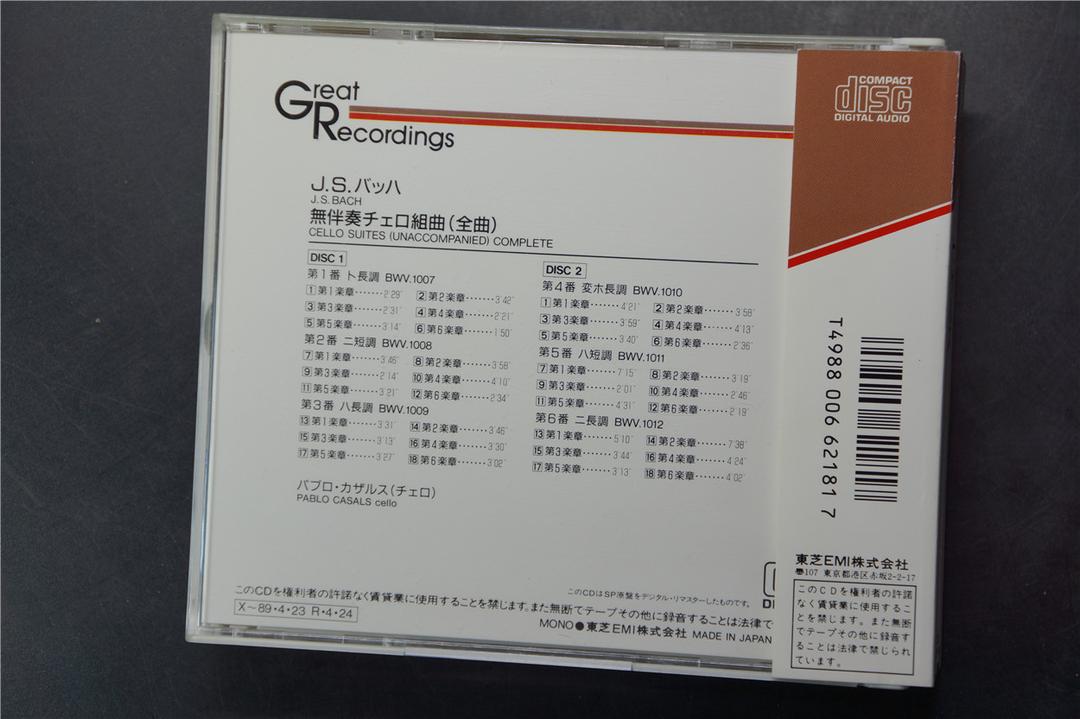 Great
Recordings
COMPACT
disc
DIGITAL AUDIO
J.S.バッハ
J.S.BACH
無伴奏チェロ組曲(全曲)
CELLO SUITES (UNACCOMPANIED) COMPLETE
DISC 1
第1番 ト長調 BWV.1007
1 第1楽章‥‥‥2'29" 2 第2楽章‥‥‥3'42"
3 第3楽章‥‥‥2'31" 4 第4楽章‥‥‥2'21"
5 第5楽章‥‥‥3'14" 6 第6楽章‥‥‥1'50"
第2番 ニ短調 BWV.1008
7 第1楽章‥‥‥3'46" 8 第2楽章‥‥‥3'58"
9 第3楽章‥‥‥2'14" 10 第4楽章‥‥‥4'10"
11 第5楽章‥‥‥3'21" 12 第6楽章‥‥‥2'34"
第3番 ハ長調 BWV.1009
13 第1楽章‥‥‥3'31" 14 第2楽章‥‥‥3'46"
15 第3楽章‥‥‥3'13" 16 第4楽章‥‥‥3'30"
17 第5楽章‥‥‥3'27" 18 第6楽章‥‥‥3'02"
DISC 2
第4番 変ホ長調 BWV.1010
1 第1楽章‥‥‥4'21" 2 第2楽章‥‥‥3'58"
3 第3楽章‥‥‥3'59" 4 第4楽章‥‥‥4'13"
5 第5楽章‥‥‥3'40" 6 第6楽章‥‥‥2'36"
第5番 ハ短調 BWV.1011
7 第1楽章‥‥‥7'15" 8 第2楽章‥‥‥3'19"
9 第3楽章‥‥‥2'01" 10 第4楽章‥‥‥2'46"
11 第5楽章‥‥‥4'31" 12 第6楽章‥‥‥2'19"
第6番 ニ長調 BWV.1012
13 第1楽章‥‥‥5'10" 14 第2楽章‥‥‥7'38"
15 第3楽章‥‥‥3'44" 16 第4楽章‥‥‥4'24"
17 第5楽章‥‥‥3'13" 18 第6楽章‥‥‥4'02"
パブロ・カザルス(チェロ)
PABLO CASALS cello
このCDはSP原盤をデジタル・リマスターしたものです。
このCDを権利者の許諾なく賃貸業に使用することを禁じます。また無断でテープその他に録音することは法律で
X〜89・4・23 R・4・24
MONO●東芝EMI株式会社 MADE IN JAPAN
T4988 006 621817
東芝EMI株式会社
107 東京都港区赤坂2-2-17
このCDを権利者の許諾
なく賃貸業に使用するこ
とを禁じます。また無断
でテープその他に録音す
ることは法律で禁じられ
ています。